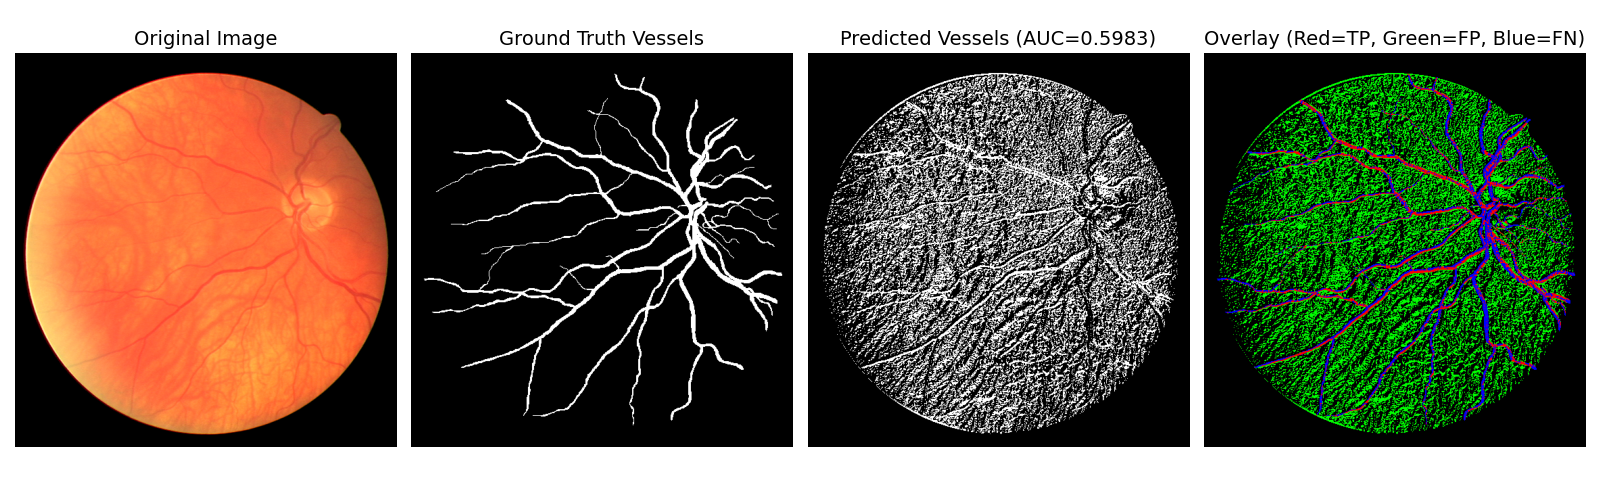 Original Image
Ground Truth Vessels
Predicted Vessels (AUC=0.5983)
Overlay (Red=TP, Green=FP, Blue=FN)